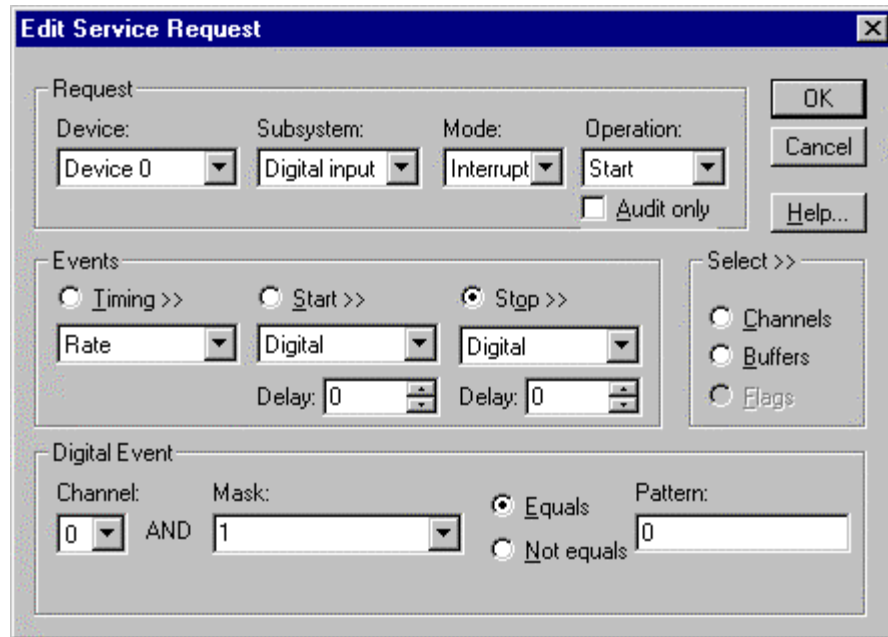 Edit Service Request
Request
OK
Device: Subsystem: Mode: Operation:
Device 0 Digital input Interrupt Start
Cancel
Audit only
Help...
Events
Select >>
Timing >> Start >> Stop >>
Channels
Rate Digital Digital
Buffers
Delay: 0 Delay: 0
Flags
Digital Event
Channel: Mask: Pattern:
Equals
0 AND 1 0
Not equals